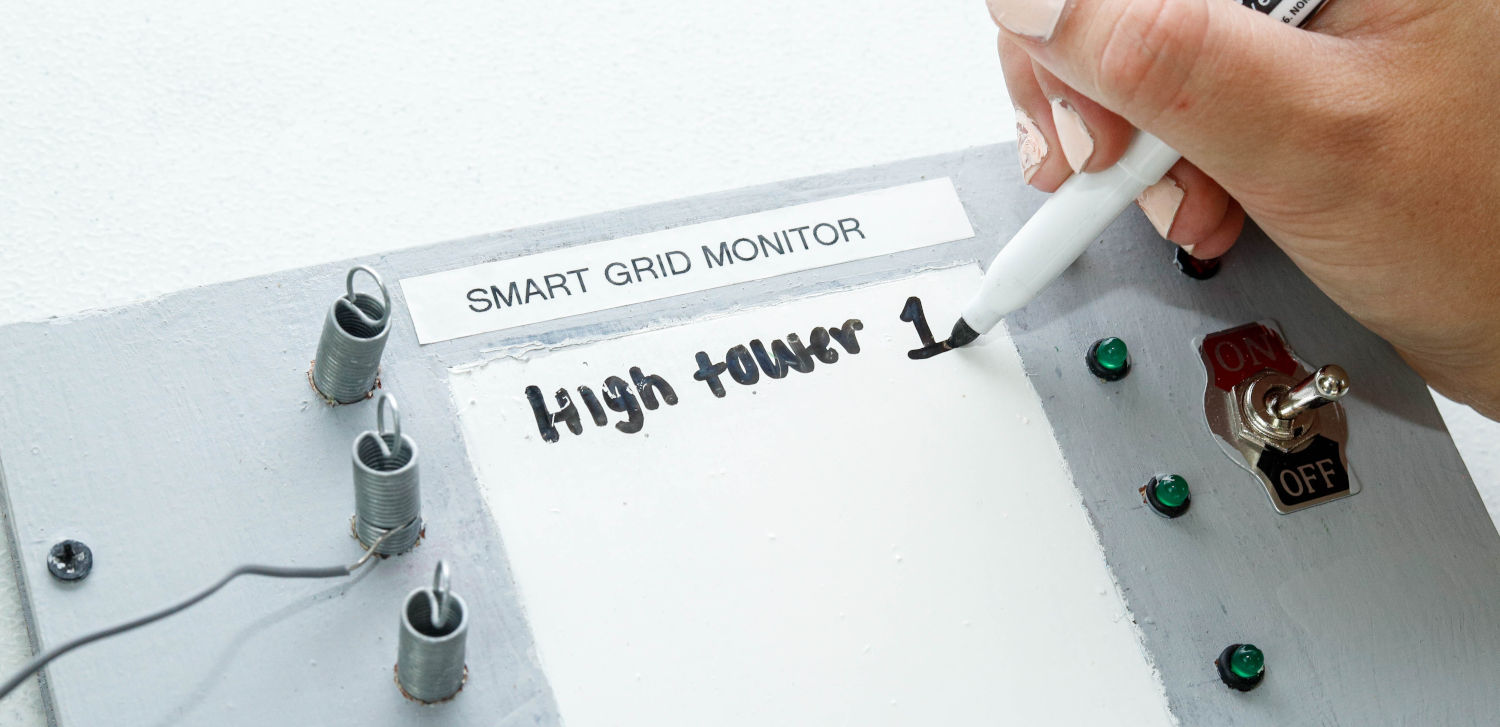 SMART GRID MONITOR
High tower 1
ON
OFF